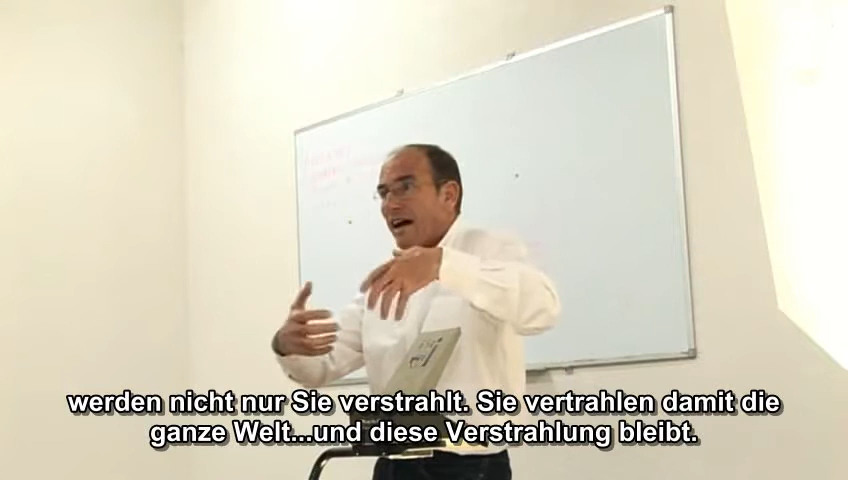 werden nicht nur Sie verstrahlt. Sie vertrahlen damit die
ganze Welt...und diese Verstrahlung bleibt.